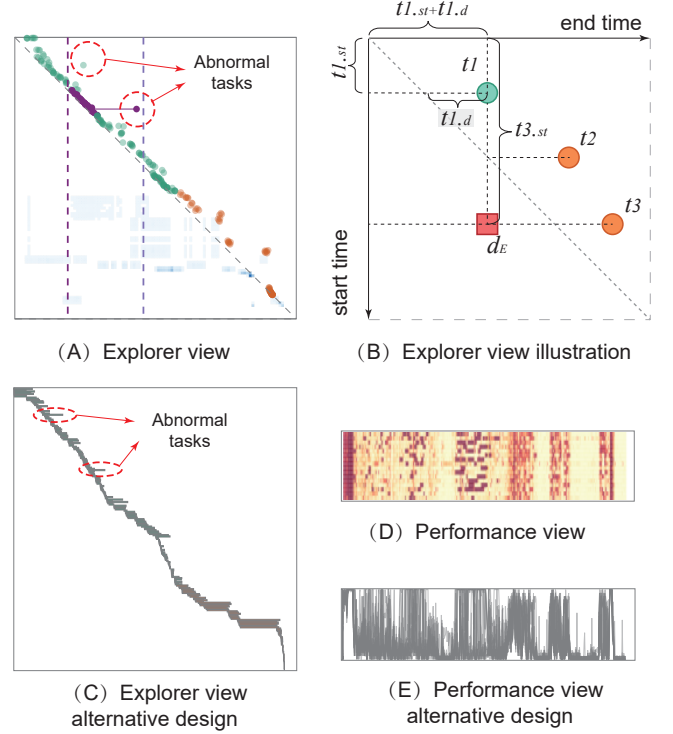 Abnormal
tasks
(A) Explorer view
t1.st+t1.d
end time
t1.st
t1
t1.d
t3.st
t2
t3
dE
start time
(B) Explorer view illustration
Abnormal
tasks
(C) Explorer view
alternative design
(D) Performance view
(E) Performance view
alternative design